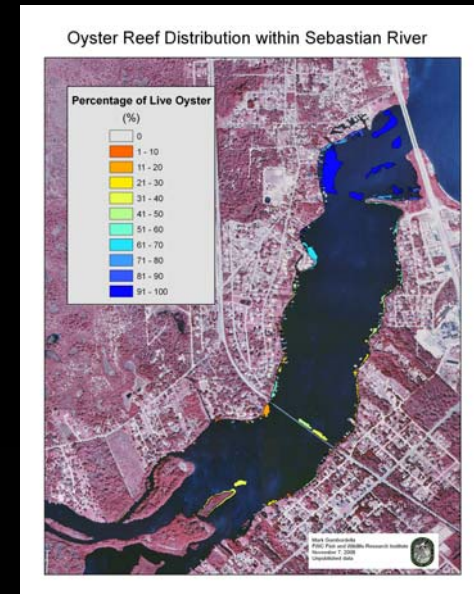 Oyster Reef Distribution within Sebastian River
Percentage of Live Oyster
(%)
0
1 - 10
11 - 20
21 - 30
31 - 40
41 - 50
51 - 60
61 - 70
71 - 80
81 - 90
91 - 100
Mark
FWC Fish and Wildlife Research Institute
November 7, 2008
Unpublished data